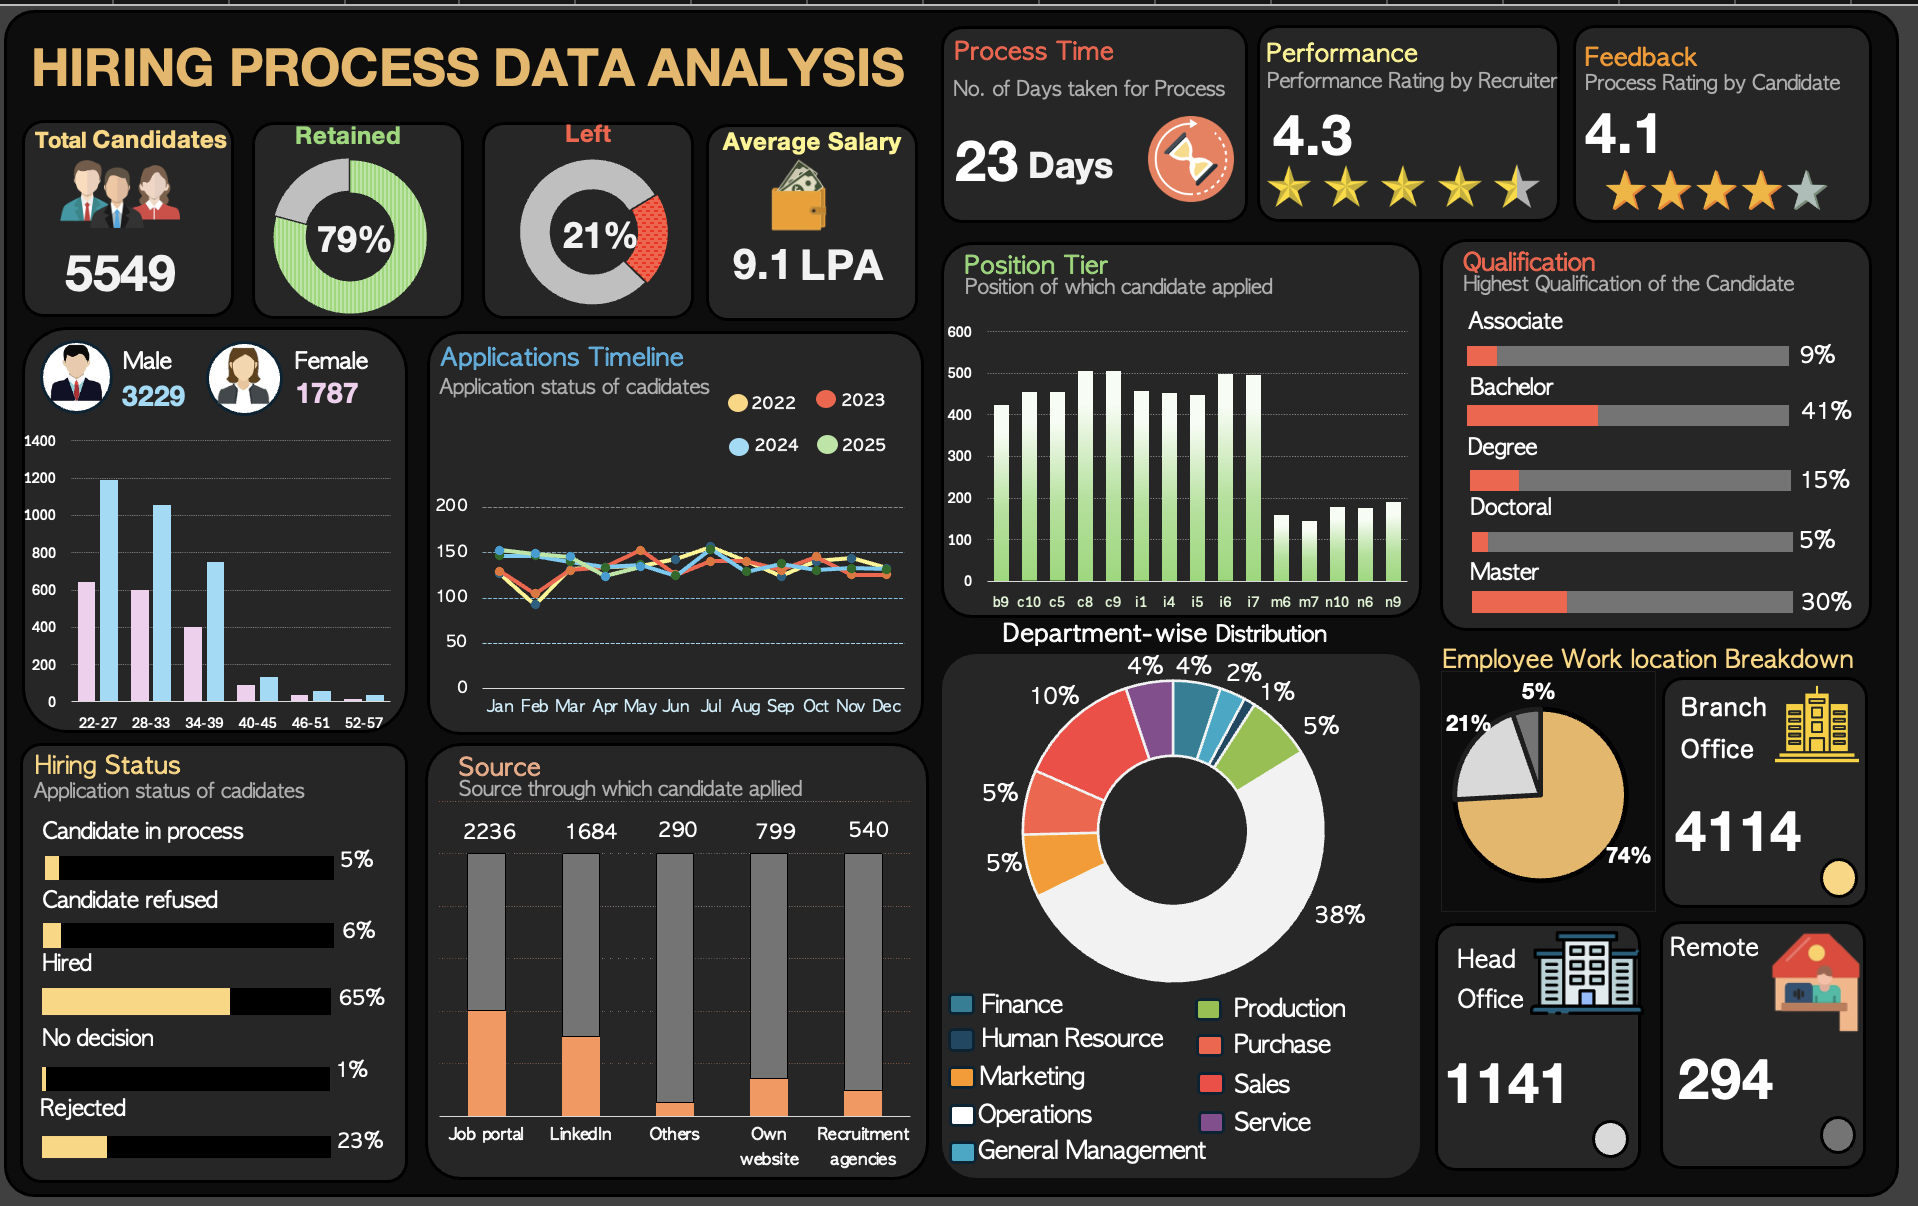 HIRING PROCESS DATA ANALYSIS
Total Candidates
5549
Retained
79%
Left
21%
Average Salary
9.1 LPA
Process Time
No. of Days taken for Process
23 Days
Performance
Performance Rating by Recruiter
4.3
Feedback
Process Rating by Candidate
4.1
Male
3229
Female
1787
1400
1200
1000
800
600
400
200
0
22-27 28-33 34-39 40-45 46-51 52-57
Applications Timeline
Application status of cadidates
2022 2023
2024 2025
200
150
100
50
0
Jan Feb Mar Apr May Jun Jul Aug Sep Oct Nov Dec
Position Tier
Position of which candidate applied
600
500
400
300
200
100
0
b9 c10 c5 c8 c9 i1 i4 i5 i6 i7 m6 m7 n10 n6 n9
Qualification
Highest Qualification of the Candidate
Associate
9%
Bachelor
41%
Degree
15%
Doctoral
5%
Master
30%
Hiring Status
Application status of cadidates
Candidate in process
5%
Candidate refused
6%
Hired
65%
No decision
1%
Rejected
23%
Source
Source through which candidate apllied
2236 1684 290 799 540
Job portal LinkedIn Others Own website Recruitment agencies
Department-wise Distribution
4% 4% 2%
10% 1%
5%
5%
5%
38%
Finance
Human Resource
Marketing
Operations
General Management
Production
Purchase
Sales
Service
Employee Work location Breakdown
5%
21%
74%
Branch
Office
4114
Head
Office
1141
Remote
294